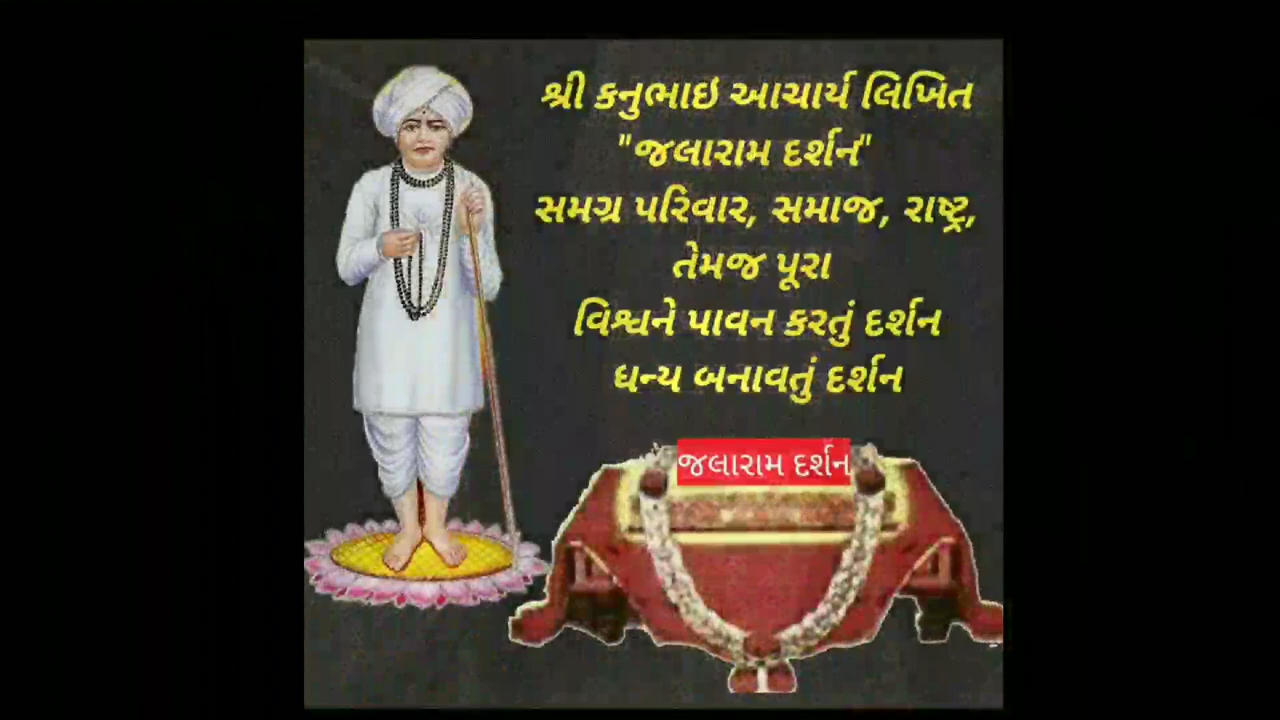 શ્રી કનુભાઇ આચાર્ય લિખિત
"જલારામ દર્શન"
સમગ્ર પરિવાર, સમાજ, રાષ્ટ્ર,
તેમજ પૂરા
વિશ્વને પાવન કરતું દર્શન
ધન્ય બનાવતું દર્શન
જલારામ દર્શન